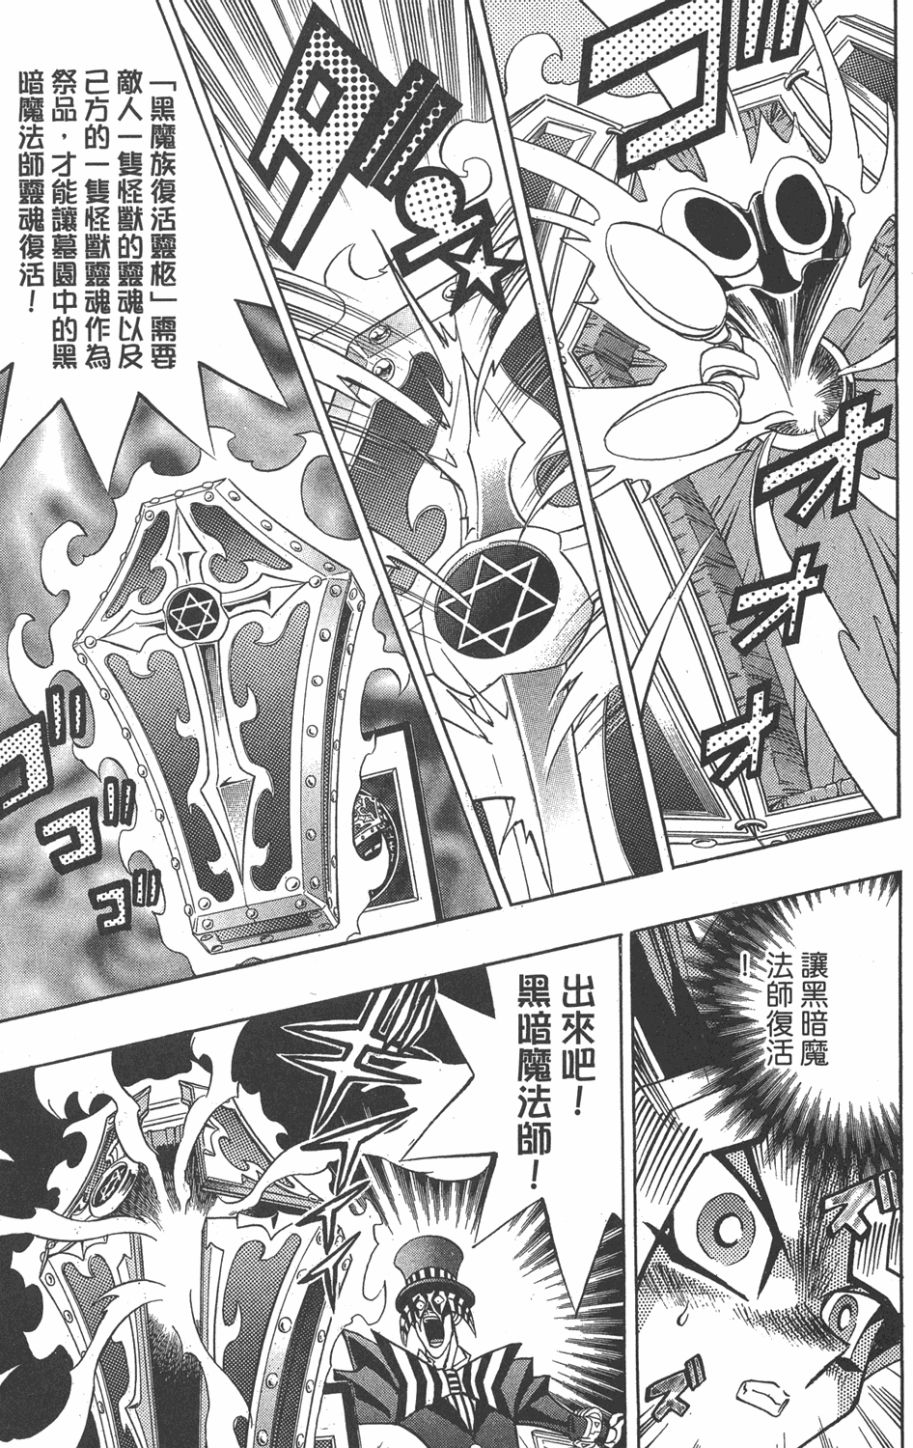 ゴオオオ
ダン
「黑魔族復活靈柩」需要
敵人一隻怪獸的靈魂以及
己方的一隻怪獸靈魂作為
祭品，才能讓墓園中的黑
暗魔法師靈魂復活！
ゴ
ゴ
ゴ
讓黑暗魔
法師復活
！
出來吧！
黑暗魔法師！